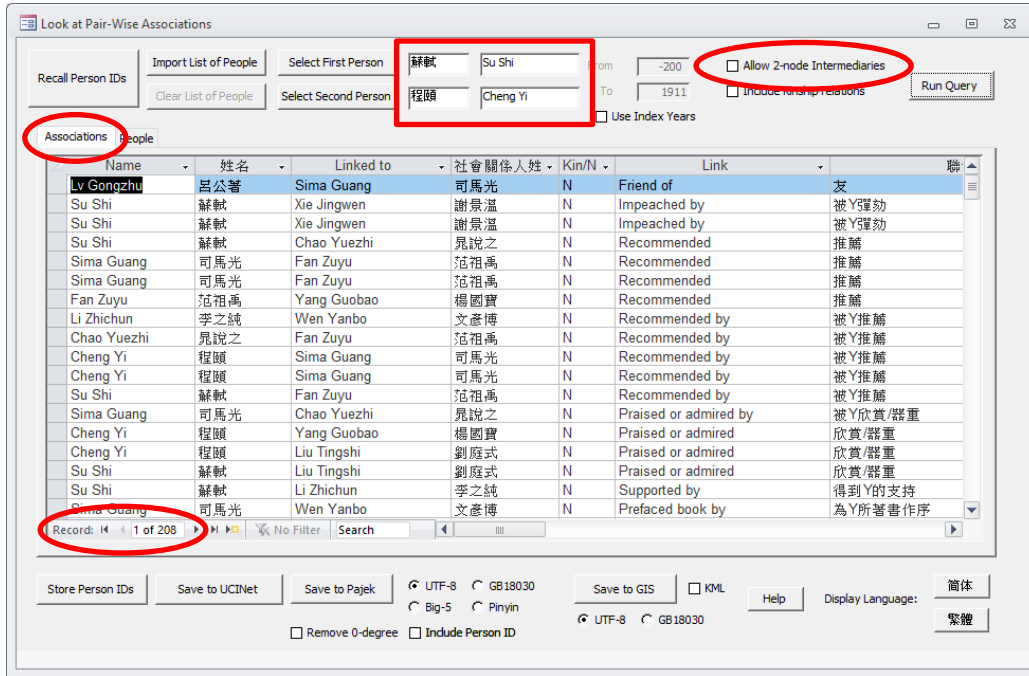 Look at Pair-Wise Associations
Recall Person IDs
Import List of People
Select First Person
蘇軾 Su Shi
From -200
Allow 2-node Intermediaries
Run Query
Clear List of People
Select Second Person
程頤 Cheng Yi
To 1911
Include Kinship relations
Use Index Years
Associations People
Name 姓名 Linked to 社會關係人姓 Kin/N Link 聯
Lv Gongzhu 呂公著 Sima Guang 司馬光 N Friend of 友
Su Shi 蘇軾 Xie Jingwen 謝景溫 N Impeached by 被Y彈劾
Su Shi 蘇軾 Xie Jingwen 謝景溫 N Impeached by 被Y彈劾
Su Shi 蘇軾 Chao Yuezhi 晁說之 N Recommended 推薦
Sima Guang 司馬光 Fan Zuyu 范祖禹 N Recommended 推薦
Sima Guang 司馬光 Fan Zuyu 范祖禹 N Recommended 推薦
Fan Zuyu 范祖禹 Yang Guobao 楊國寶 N Recommended 推薦
Li Zhichun 李之純 Wen Yanbo 文彥博 N Recommended by 被Y推薦
Chao Yuezhi 晁說之 Fan Zuyu 范祖禹 N Recommended by 被Y推薦
Cheng Yi 程頤 Sima Guang 司馬光 N Recommended by 被Y推薦
Cheng Yi 程頤 Sima Guang 司馬光 N Recommended by 被Y推薦
Su Shi 蘇軾 Fan Zuyu 范祖禹 N Recommended by 被Y推薦
Sima Guang 司馬光 Chao Yuezhi 晁說之 N Praised or admired by 被Y欣賞/器重
Cheng Yi 程頤 Yang Guobao 楊國寶 N Praised or admired 欣賞/器重
Cheng Yi 程頤 Liu Tingshi 劉庭式 N Praised or admired 欣賞/器重
Su Shi 蘇軾 Liu Tingshi 劉庭式 N Praised or admired 欣賞/器重
Su Shi 蘇軾 Li Zhichun 李之純 N Supported by 得到Y的支持
Sima Guang 司馬光 Wen Yanbo 文彥博 N Prefaced book by 為Y所著書作序
Record: 1 of 208 No Filter Search
Store Person IDs
Save to UCINet
Save to Pajek
UTF-8 GB18030
Big-5 Pinyin
Save to GIS
KML
UTF-8 GB18030
Help
Display Language:
简体
繁體
Remove 0-degree Include Person ID